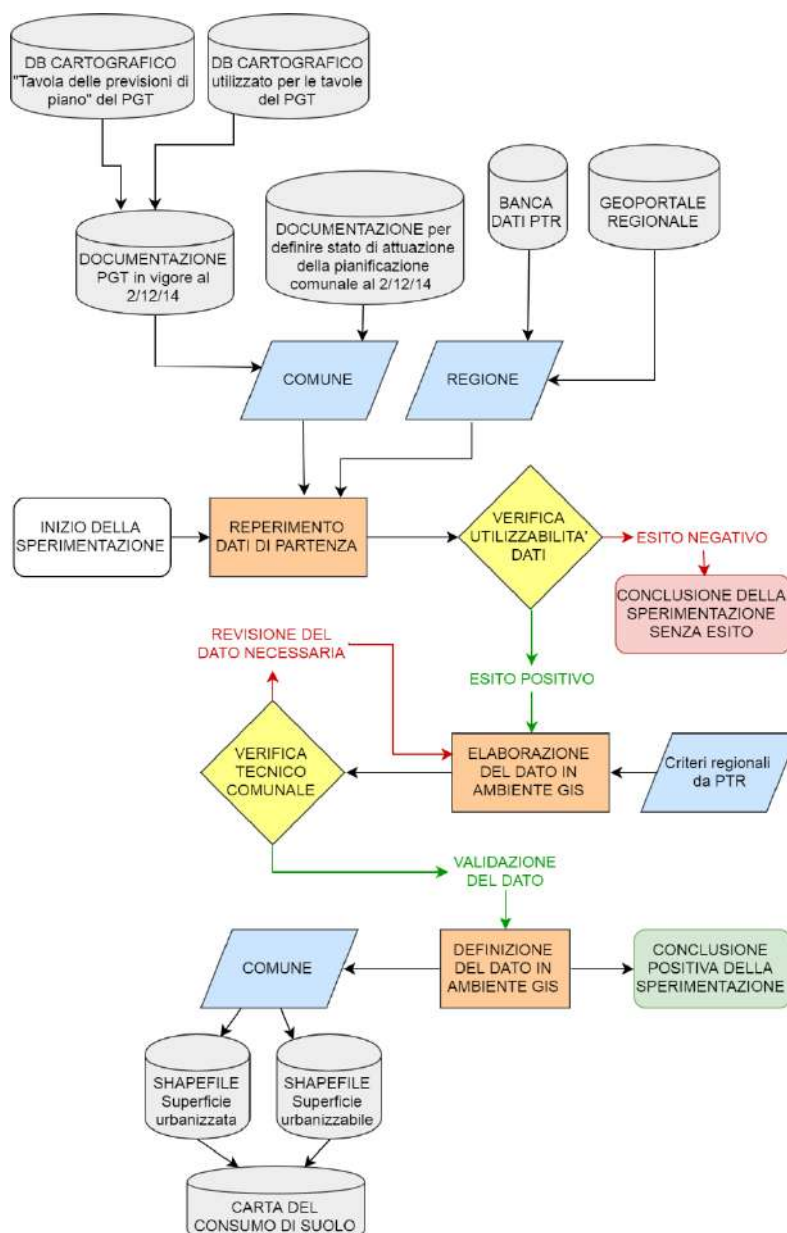 DB CARTOGRAFICO
"Tavola delle previsioni di
piano" del PGT
DB CARTOGRAFICO
utilizzato per le tavole
del PGT
DOCUMENTAZIONE
PGT in vigore al
2/12/14
DOCUMENTAZIONE per
definire stato di attuazione
della pianificazione
comunale al 2/12/14
BANCA
DATI PTR
GEOPORTALE
REGIONALE
COMUNE
REGIONE
INIZIO DELLA
SPERIMENTAZIONE
REPERIMENTO
DATI DI PARTENZA
VERIFICA
UTILIZZABILITA'
DATI
ESITO NEGATIVO
CONCLUSIONE DELLA
SPERIMENTAZIONE
SENZA ESITO
REVISIONE DEL
DATO NECESSARIA
ESITO POSITIVO
VERIFICA
TECNICO
COMUNALE
ELABORAZIONE
DEL DATO IN
AMBIENTE GIS
Criteri regionali
da PTR
VALIDAZIONE
DEL DATO
COMUNE
DEFINIZIONE
DEL DATO IN
AMBIENTE GIS
CONCLUSIONE
POSITIVA DELLA
SPERIMENTAZIONE
SHAPEFILE
Superficie
urbanizzata
SHAPEFILE
Superficie
urbanizzabile
CARTA DEL
CONSUMO DI SUOLO